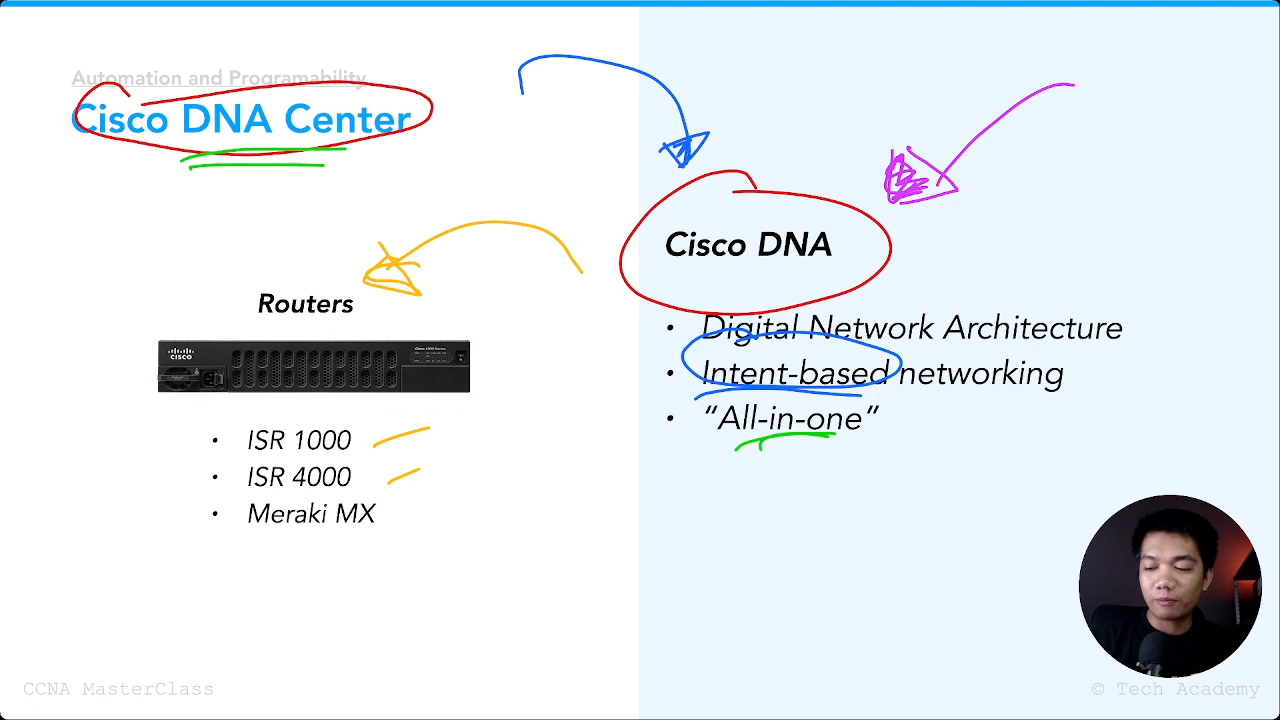 Automation and Programability
Cisco DNA Center
Cisco DNA
• Digital Network Architecture
• Intent-based networking
• “All-in-one”
Routers
cisco
• ISR 1000
• ISR 4000
• Meraki MX
CCNA MasterClass
© Tech Academy